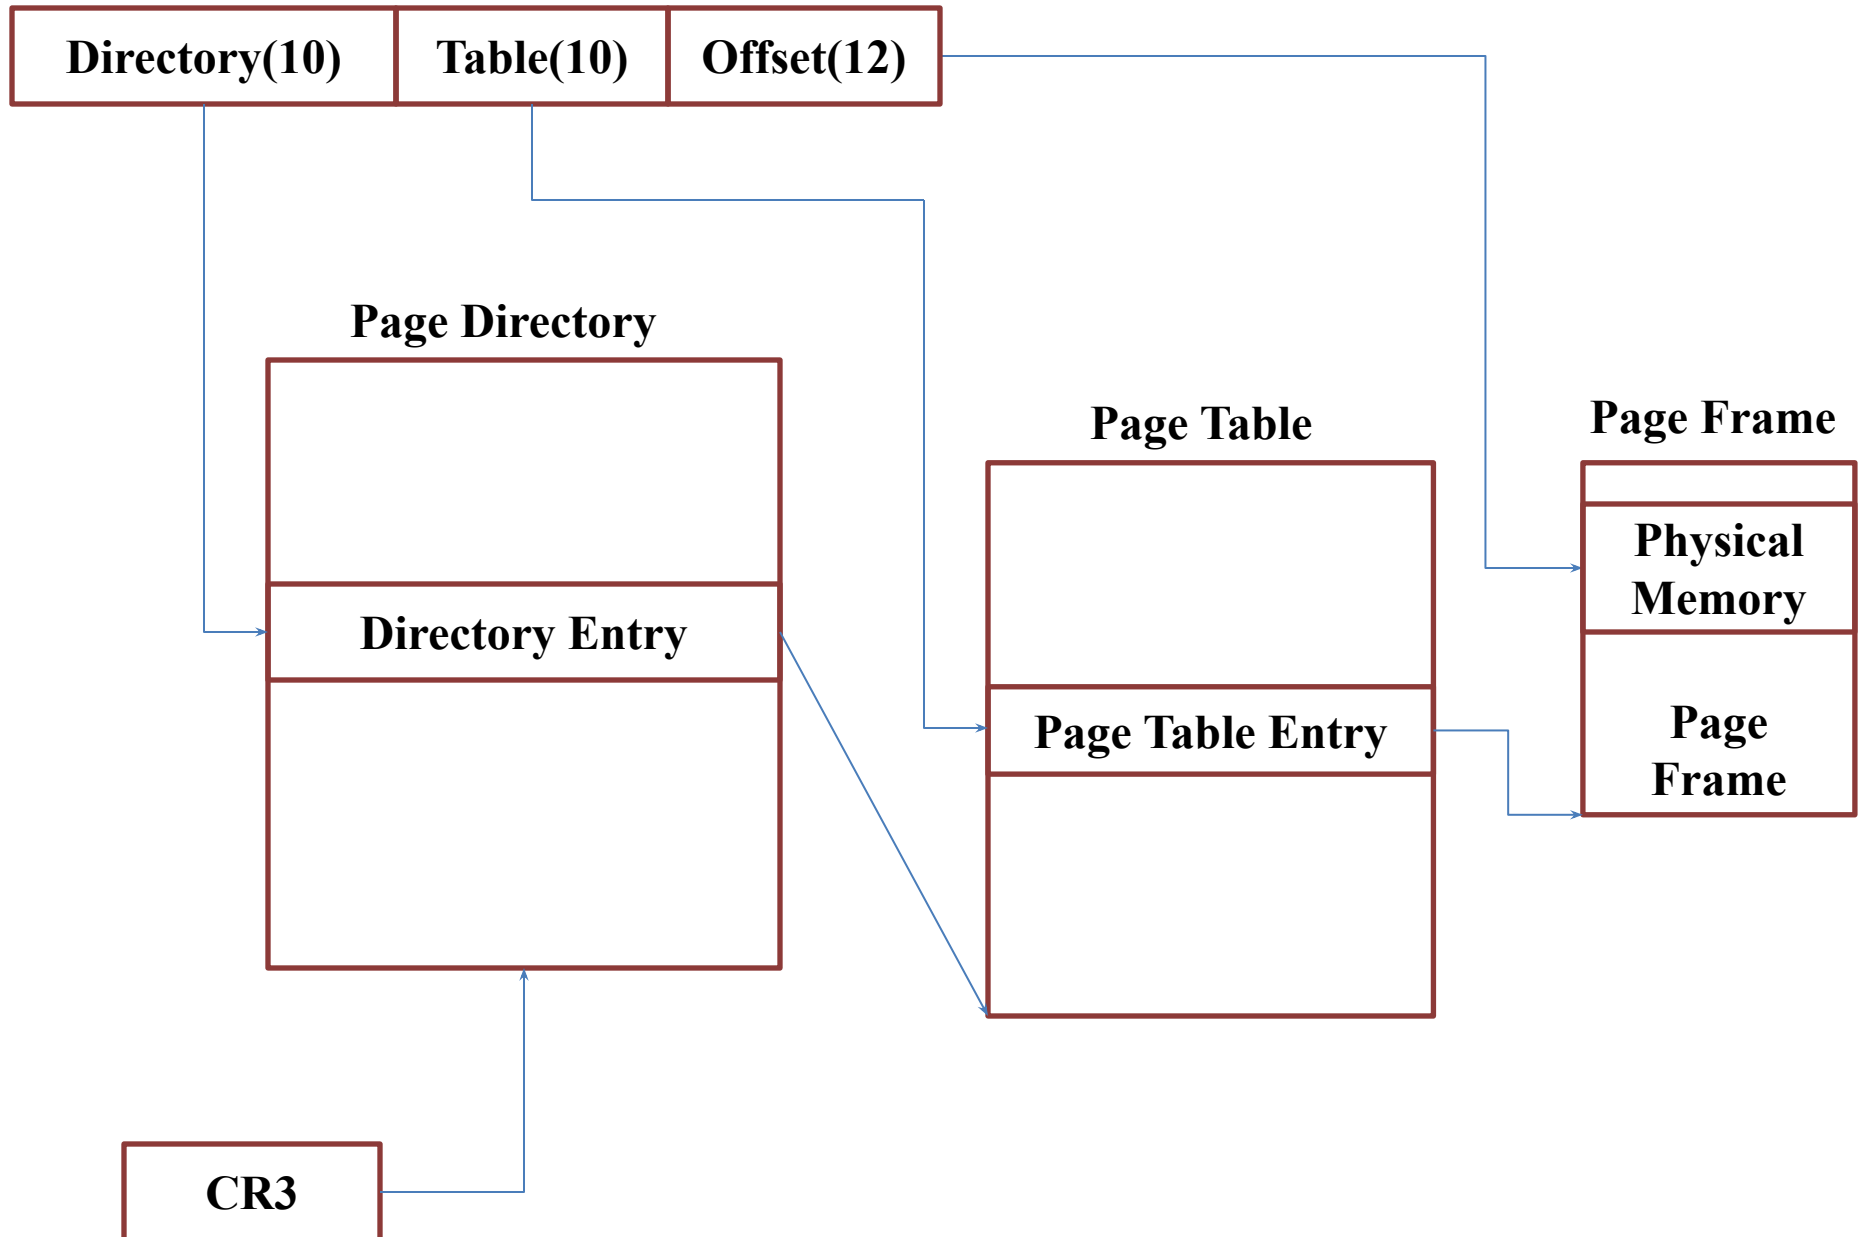 Directory(10) Table(10) Offset(12)
Page Directory
Page Table
Page Frame
Physical
Memory
Directory Entry
Page Table Entry
Page
Frame
CR3